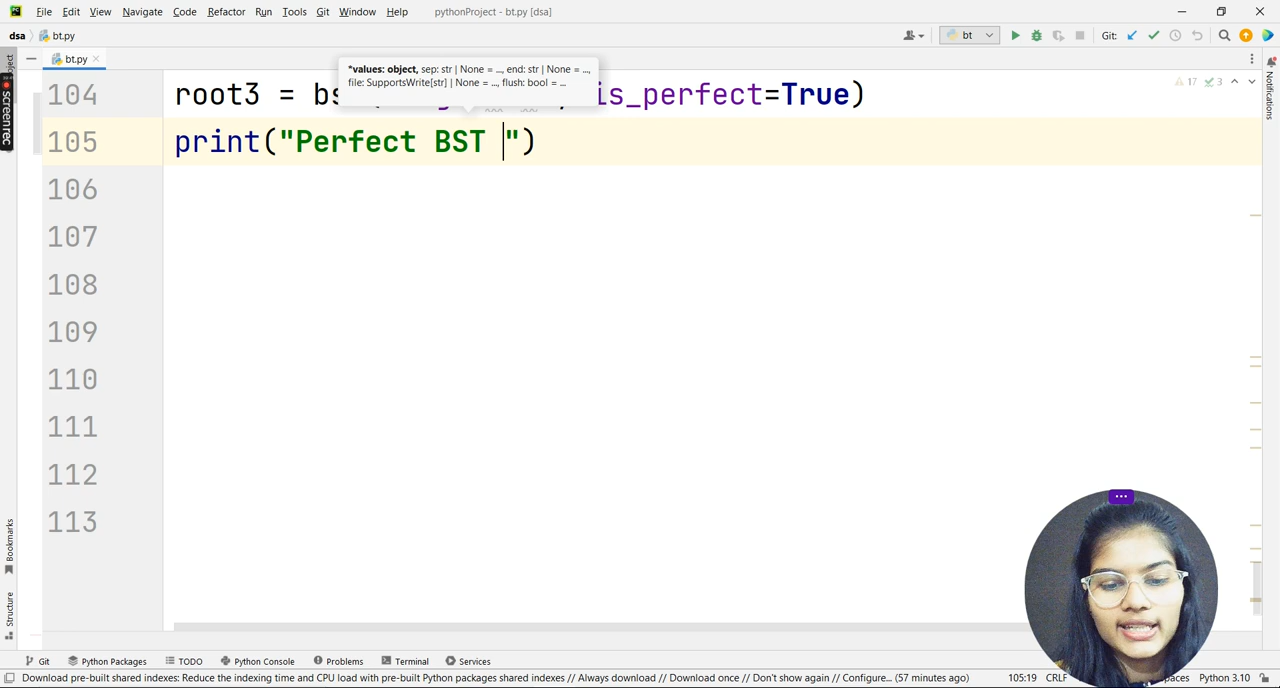 File Edit View Navigate Code Refactor Run Tools Git Window Help pythonProject - bt.py [dsa]
dsa bt.py bt Git:
bt.py
*values: object, sep: str | None = ..., end: str | None = ...,
file: SupportsWrite[str] | None = ..., flush: bool = ...
17 3
104 root3 = bs is_perfect=True)
105 print("Perfect BST ")
106
107
108
109
110
111
112
113
screenrec
Bookmarks
Structure
Notifications
Git Python Packages TODO Python Console Problems Terminal Services
Download pre-built shared indexes: Reduce the indexing time and CPU load with pre-built Python packages shared indexes // Always download // Download once // Don't show again // Configure... (57 minutes ago) 105:19 CRLF Python 3.10